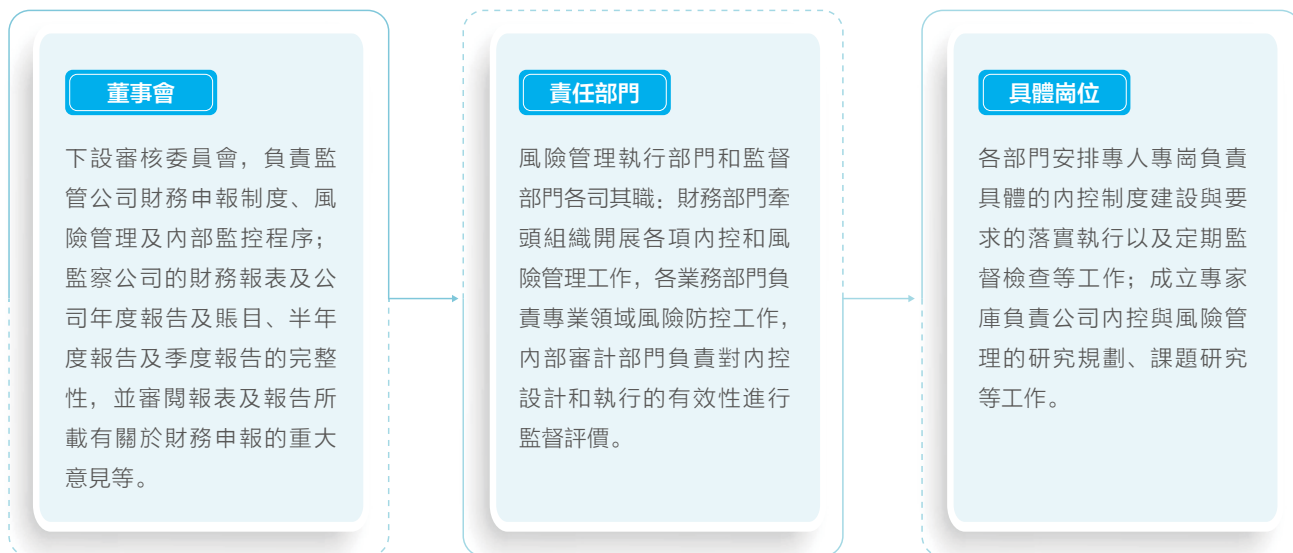 董事會
下設審核委員會，負責監
管公司財務申報制度、風
險管理及內部監控程序；
監察公司的財務報表及公
司年度報告及賬目、半年
度報告及季度報告的完整
性，並審閱報表及報告所
載有關於財務申報的重大
意見等。
責任部門
風險管理執行部門和監督
部門各司其職：財務部門牽
頭組織開展各項內控和風
險管理工作，各業務部門負
責專業領域風險防控工作，
內部審計部門負責對內控
設計和執行的有效性進行
監督評價。
具體崗位
各部門安排專人專崗負責
具體的內控制度建設與要
求的落實執行以及定期監
督檢查等工作；成立專家
庫負責公司內控與風險管
理的研究規劃、課題研究
等工作。